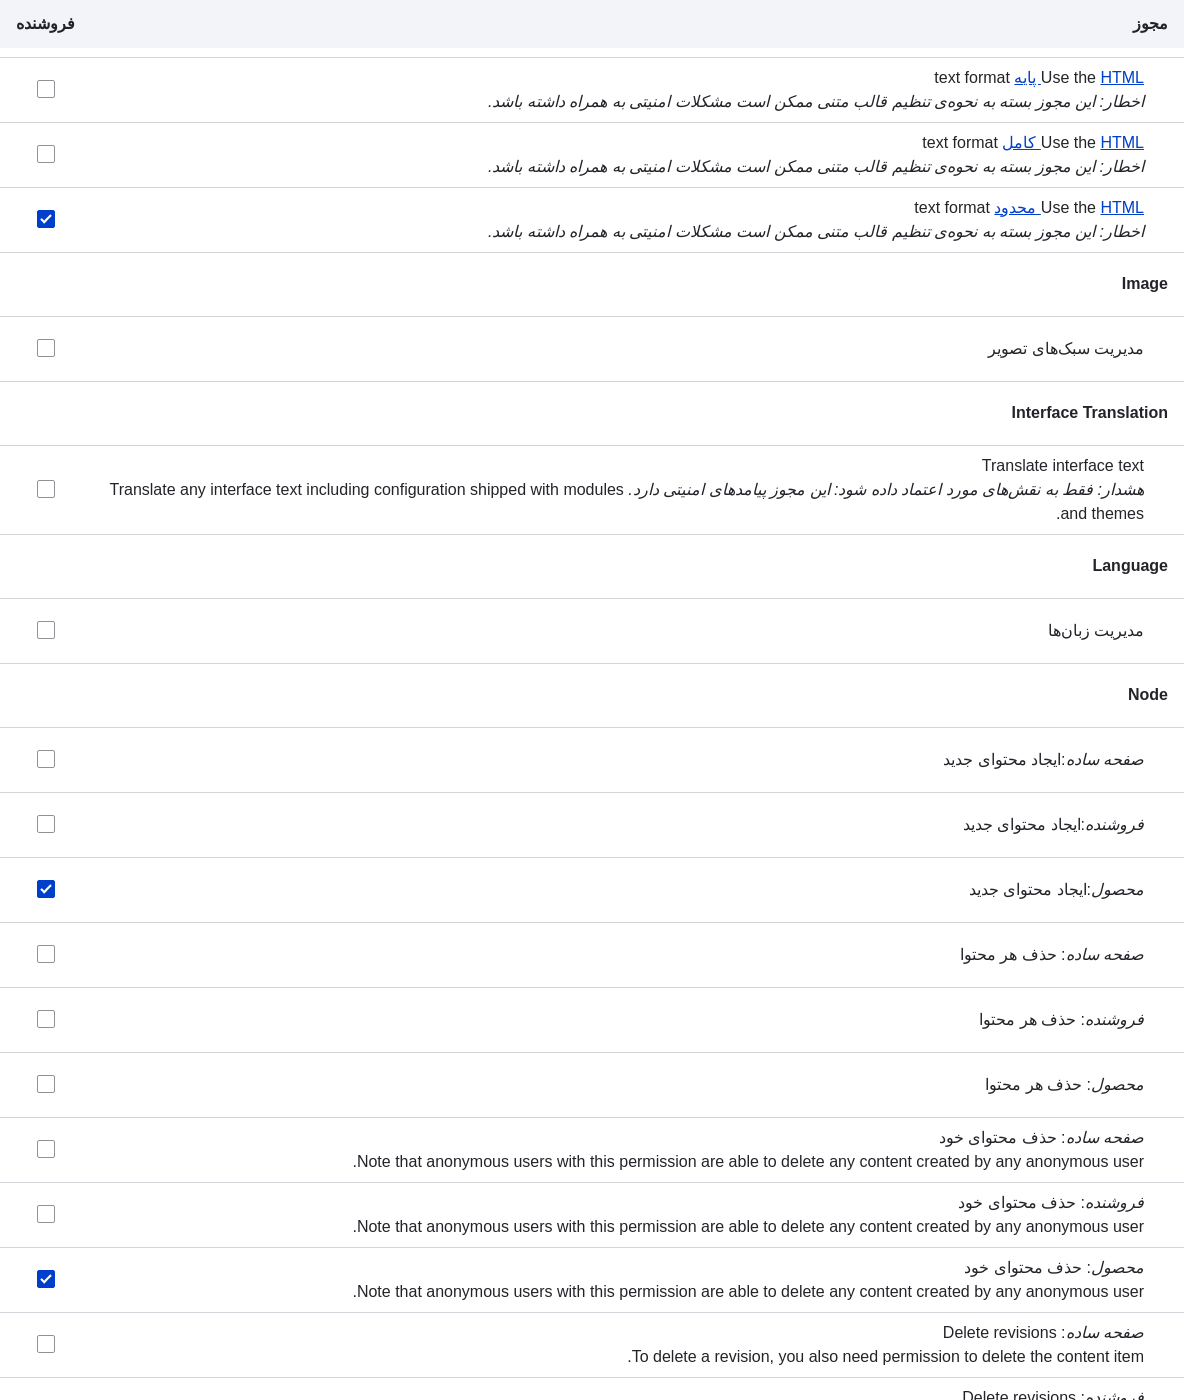 مجوز
فروشنده
Use the HTML پایه text format
اخطار: این مجوز بسته به نحوه‌ی تنظیم قالب متنی ممکن است مشکلات امنیتی به همراه داشته باشد.
Use the HTML کامل text format
اخطار: این مجوز بسته به نحوه‌ی تنظیم قالب متنی ممکن است مشکلات امنیتی به همراه داشته باشد.
Use the HTML محدود text format
اخطار: این مجوز بسته به نحوه‌ی تنظیم قالب متنی ممکن است مشکلات امنیتی به همراه داشته باشد.
Image
مدیریت سبک‌های تصویر
Interface Translation
Translate interface text
هشدار: فقط به نقش‌های مورد اعتماد داده شود: این مجوز پیامدهای امنیتی دارد. Translate any interface text including configuration shipped with modules
and themes.
Language
مدیریت زبان‌ها
Node
صفحه ساده:ایجاد محتوای جدید
فروشنده:ایجاد محتوای جدید
محصول:ایجاد محتوای جدید
صفحه ساده: حذف هر محتوا
فروشنده: حذف هر محتوا
محصول: حذف هر محتوا
صفحه ساده: حذف محتوای خود
Note that anonymous users with this permission are able to delete any content created by any anonymous user.
فروشنده: حذف محتوای خود
Note that anonymous users with this permission are able to delete any content created by any anonymous user.
محصول: حذف محتوای خود
Note that anonymous users with this permission are able to delete any content created by any anonymous user.
صفحه ساده: Delete revisions
To delete a revision, you also need permission to delete the content item.
فروشنده: Delete revisions